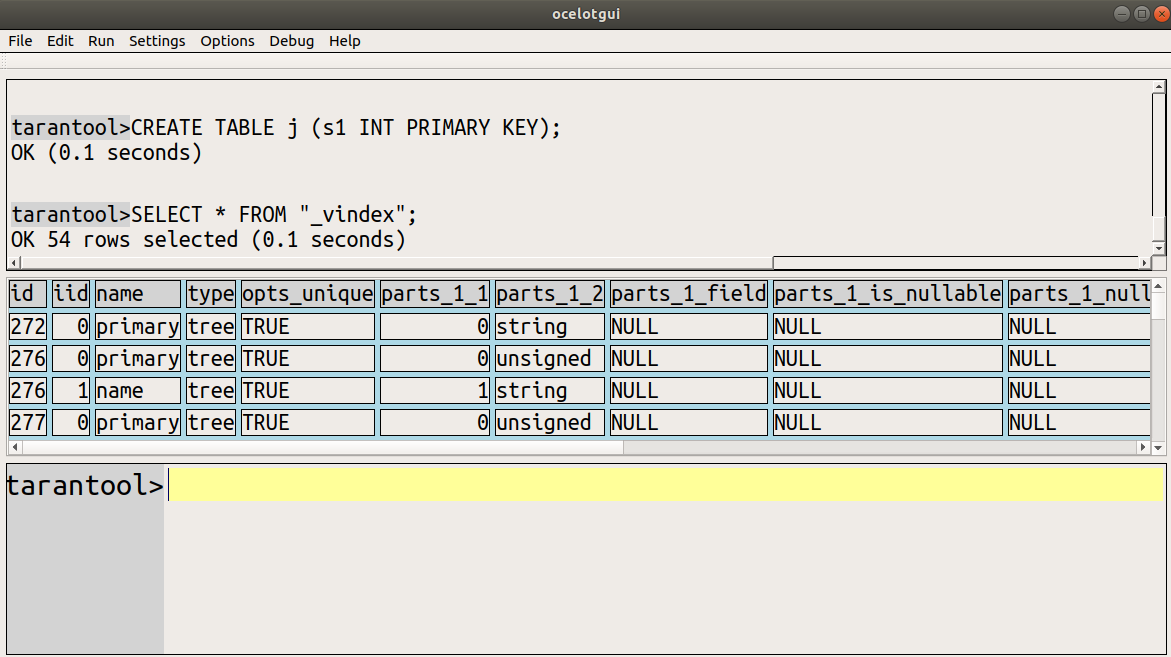 ocelotgui
File Edit Run Settings Options Debug Help
tarantool>CREATE TABLE j (s1 INT PRIMARY KEY);
OK (0.1 seconds)
tarantool>SELECT * FROM "_vindex";
OK 54 rows selected (0.1 seconds)
id iid name type opts_unique parts_1_1 parts_1_2 parts_1_field parts_1_is_nullable parts_1_null
272 0 primary tree TRUE 0 string NULL NULL NULL
276 0 primary tree TRUE 0 unsigned NULL NULL NULL
276 1 name tree TRUE 1 string NULL NULL NULL
277 0 primary tree TRUE 0 unsigned NULL NULL NULL
tarantool>